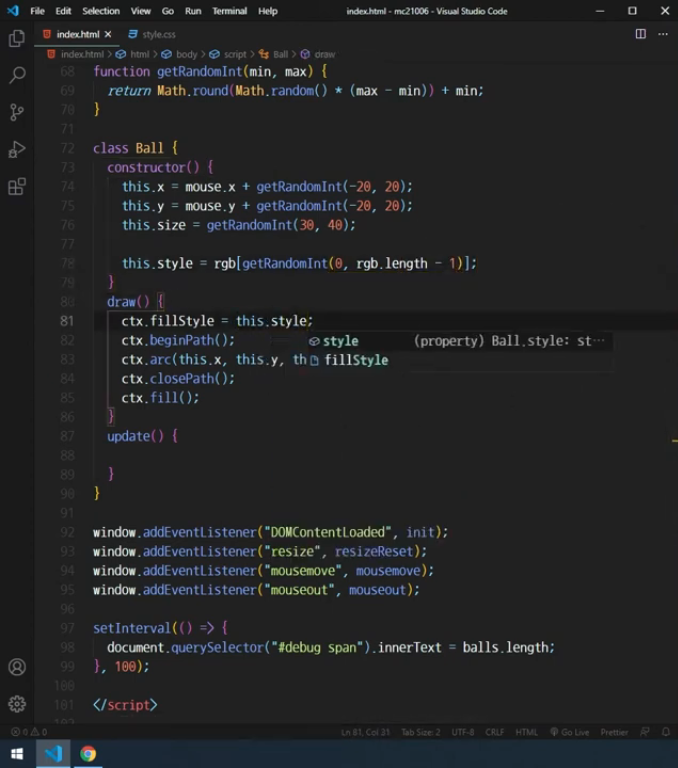 File Edit Selection View Go Run Terminal Help index.html - mc21006 - Visual Studio Code
index.html style.css
index.html > html > body > script > Ball > draw
68 function getRandomInt(min, max) {
69 return Math.round(Math.random() * (max - min)) + min;
70 }
71
72 class Ball {
73 constructor() {
74 this.x = mouse.x + getRandomInt(-20, 20);
75 this.y = mouse.y + getRandomInt(-20, 20);
76 this.size = getRandomInt(30, 40);
77
78 this.style = rgb[getRandomInt(0, rgb.length - 1)];
79 }
80 draw() {
81 ctx.fillStyle = this.style;
82 ctx.beginPath(); style (property) Ball.style: st...
83 ctx.arc(this.x, this.y, th fillStyle
84 ctx.closePath();
85 ctx.fill();
86 }
87 update() {
88
89 }
90 }
91
92 window.addEventListener("DOMContentLoaded", init);
93 window.addEventListener("resize", resizeReset);
94 window.addEventListener("mousemove", mousemove);
95 window.addEventListener("mouseout", mouseout);
96
97 setInterval(() => {
98 document.querySelector("#debug span").innerText = balls.length;
99 }, 100);
100
101 </script>
102
0 0 Ln 81, Col 31 Tab Size: 2 UTF-8 CRLF HTML Go Live Prettier